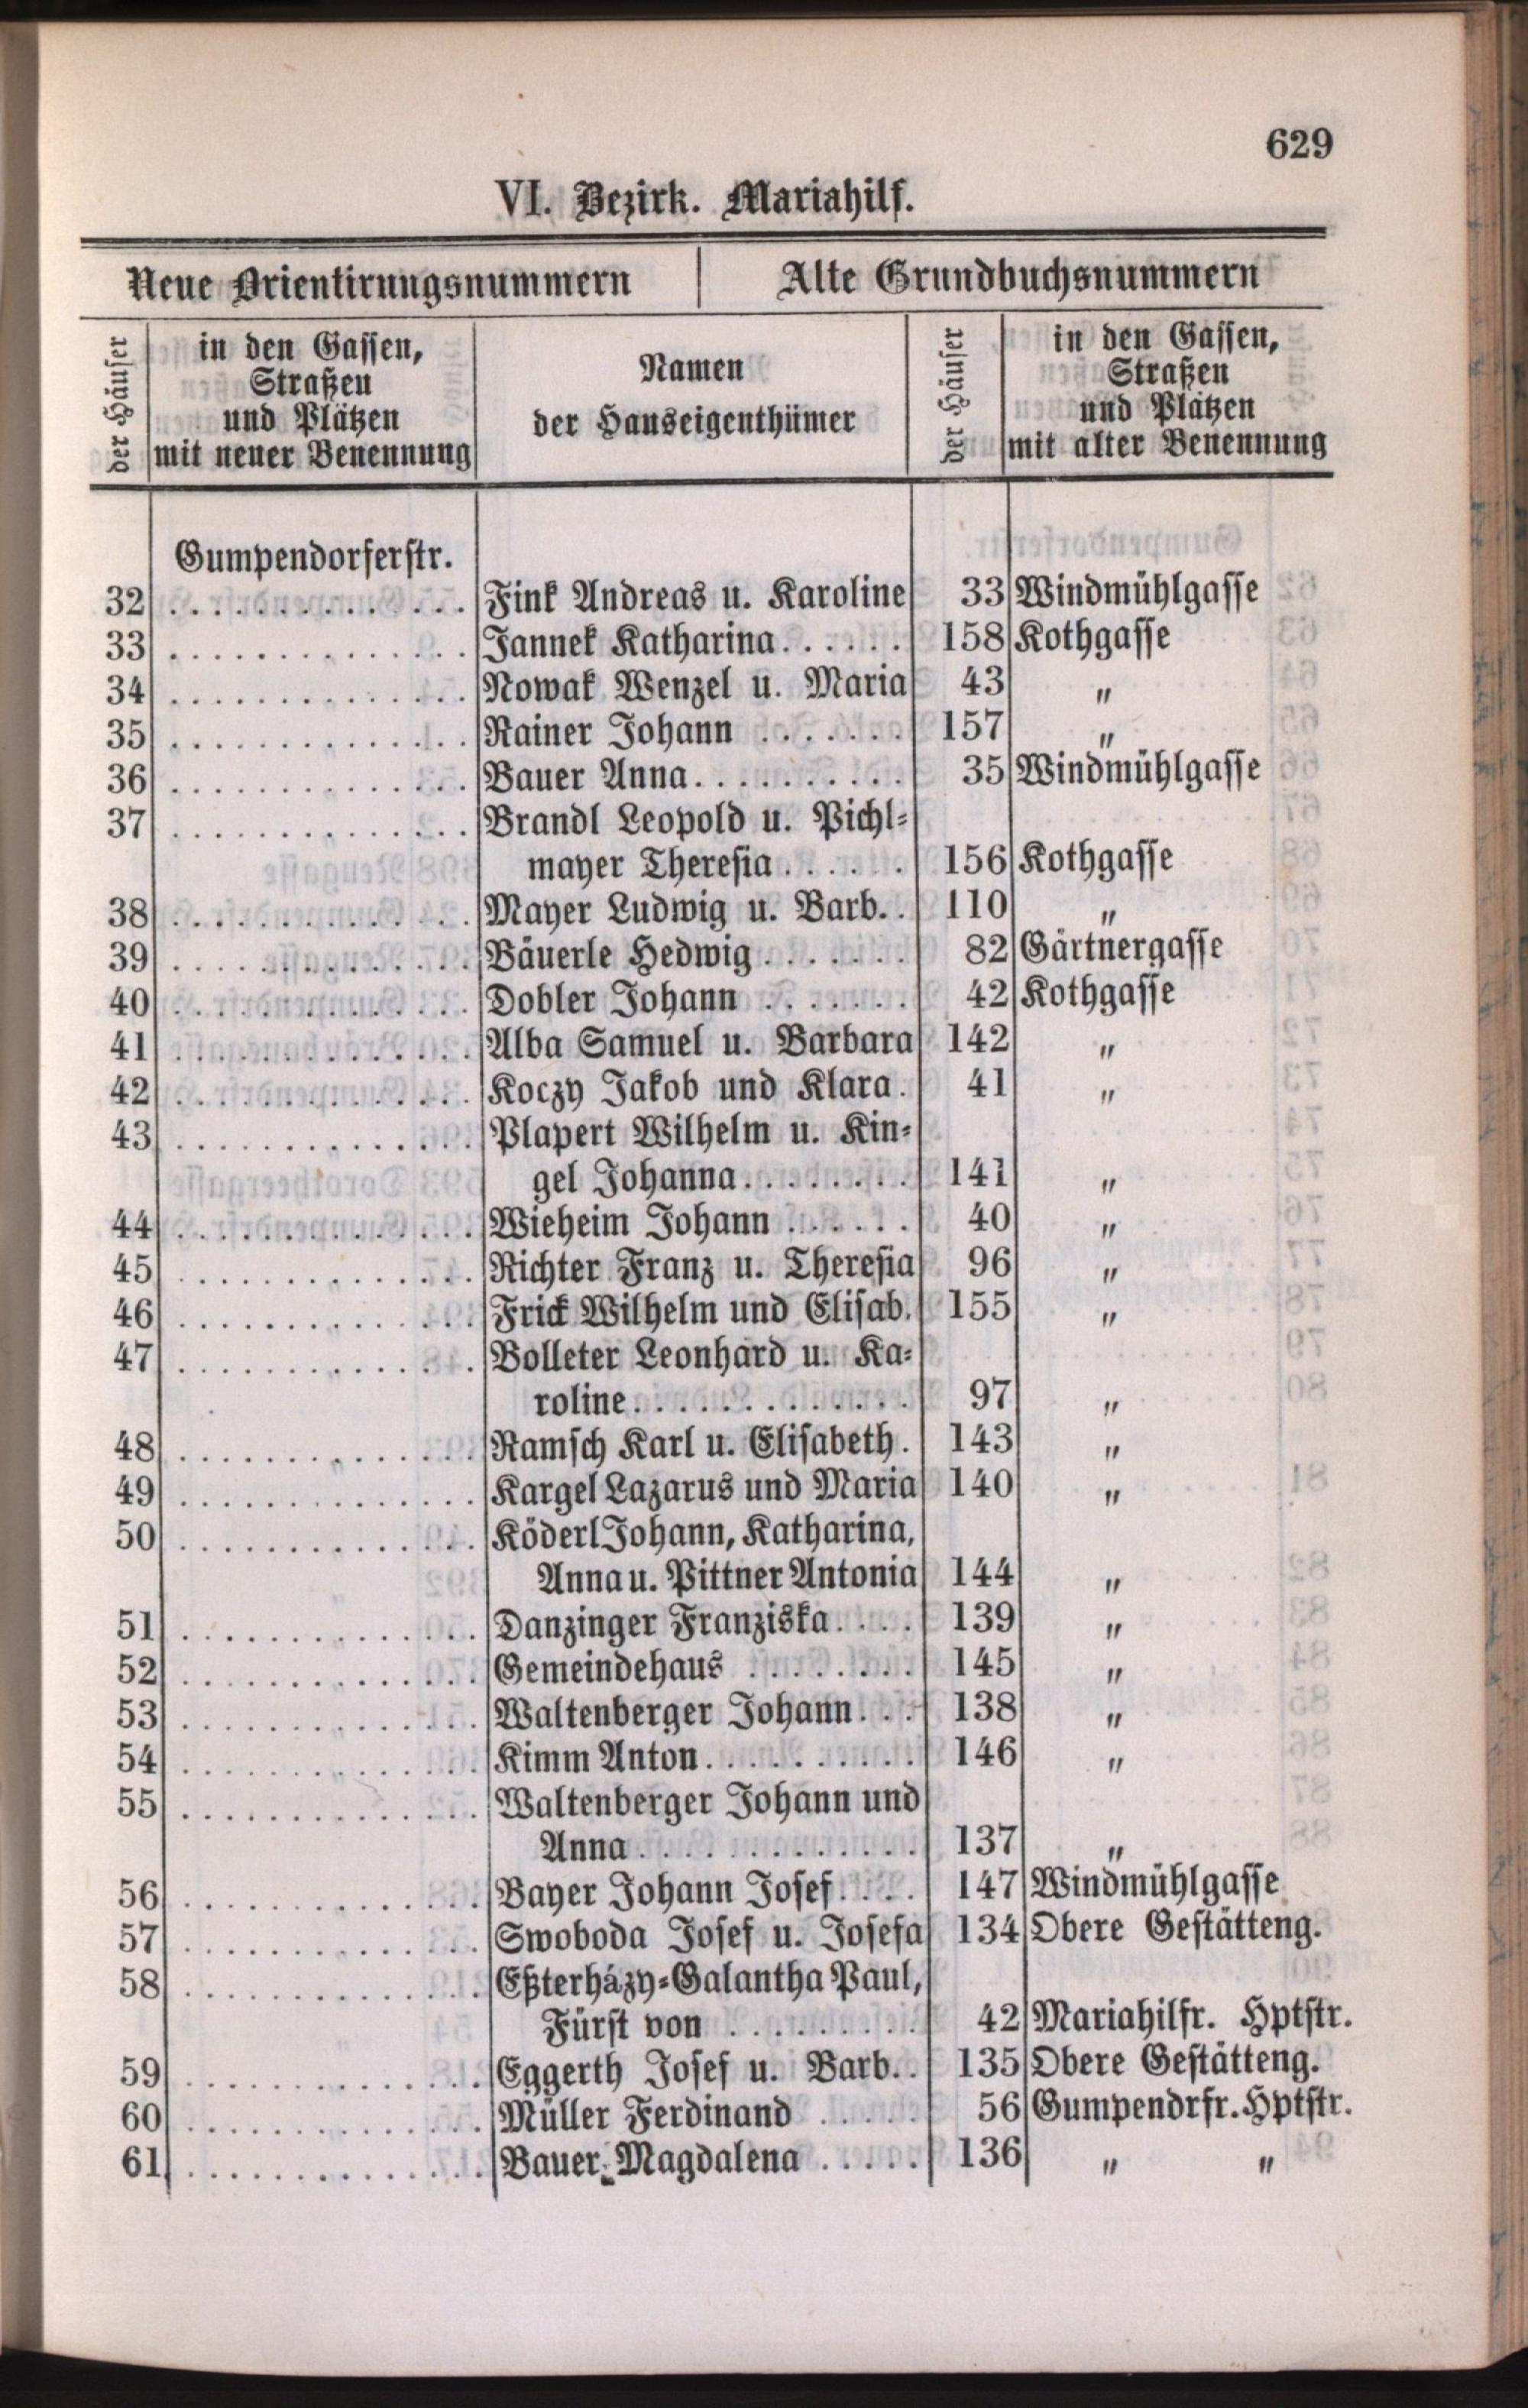 629
VI. Bezirk. Mariahilf.
Neue Orientirungsnummern | Alte Grundbuchsnummern
der Häuser | in den Gassen, Straßen und Plätzen mit neuer Benennung | Namen der Hauseigenthümer | der Häuser | in den Gassen, Straßen und Plätzen mit alter Benennung
Gumpendorferstr.
32 . . . . . . . . . . . . . . Fink Andreas u. Karoline 33 Windmühlgasse
33 . . . . . . . . . . . . . . Jannek Katharina . . . . . . 158 Kothgasse
34 . . . . . . . . . . . . . . Nowak Wenzel u. Maria 43 "
35 . . . . . . . . . . . . . . Rainer Johann . . . . . . . 157 "
36 . . . . . . . . . . . . . . Bauer Anna . . . . . . . . . . 35 Windmühlgasse
37 . . . . . . . . . . . . . . Brandl Leopold u. Pichl-
mayer Theresia . . . . . . 156 Kothgasse
38 . . . . . . . . . . . . . . Mayer Ludwig u. Barb. . 110 "
39 . . . . . . . . . . . . . . Bäuerle Hedwig . . . . . . . 82 Gärtnergasse
40 . . . . . . . . . . . . . . Dobler Johann . . . . . . . 42 Kothgasse
41 . . . . . . . . . . . . . . Alba Samuel u. Barbara 142 "
42 . . . . . . . . . . . . . . Koczy Jakob und Klara . 41 "
43 . . . . . . . . . . . . . . Plapert Wilhelm u. Kin-
gel Johanna . . . . . . . . 141 "
44 . . . . . . . . . . . . . . Wieheim Johann . . . . . . 40 "
45 . . . . . . . . . . . . . . Richter Franz u. Theresia 96 "
46 . . . . . . . . . . . . . . Frick Wilhelm und Elisab. 155 "
47 . . . . . . . . . . . . . . Bolleter Leonhard u. Ka-
roline . . . . . . . . . . . . . 97 "
48 . . . . . . . . . . . . . . Ramsch Karl u. Elisabeth . 143 "
49 . . . . . . . . . . . . . . Kargel Lazarus und Maria 140 "
50 . . . . . . . . . . . . . . Köderl Johann, Katharina,
Anna u. Pittner Antonia 144 "
51 . . . . . . . . . . . . . . Danzinger Franziska . . . . 139 "
52 . . . . . . . . . . . . . . Gemeindehaus . . . . . . . . 145 "
53 . . . . . . . . . . . . . . Waltenberger Johann . . . 138 "
54 . . . . . . . . . . . . . . Kimm Anton . . . . . . . . . . 146 "
55 . . . . . . . . . . . . . . Waltenberger Johann und
Anna . . . . . . . . . . . . . 137 "
56 . . . . . . . . . . . . . . Bayer Johann Josef . . . . 147 Windmühlgasse
57 . . . . . . . . . . . . . . Swoboda Josef u. Josefa 134 Obere Gestätteng.
58 . . . . . . . . . . . . . . Eßterházy-Galantha Paul,
Fürst von . . . . . . . . . 42 Mariahilfr. Hptstr.
59 . . . . . . . . . . . . . . Eggerth Josef u. Barb. . 135 Obere Gestätteng.
60 . . . . . . . . . . . . . . Müller Ferdinand . . . . . 56 Gumpendrfr. Hptstr.
61 . . . . . . . . . . . . . . Bauer Magdalena . . . . . 136 " "